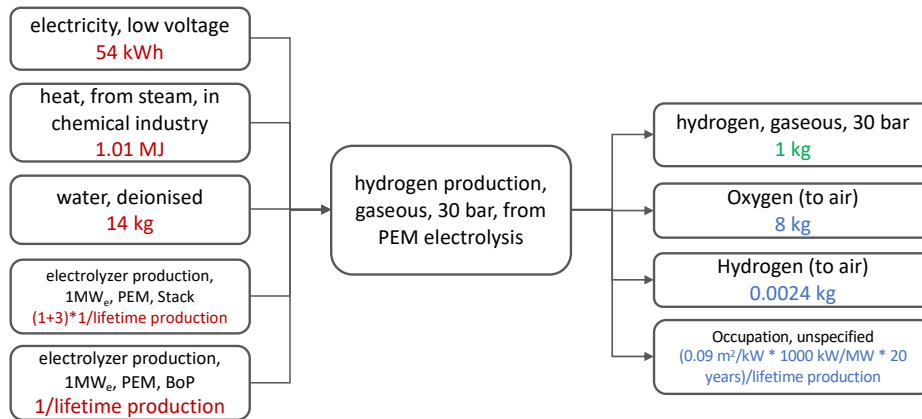 electricity, low voltage
54 kWh
heat, from steam, in
chemical industry
1.01 MJ
water, deionised
14 kg
electrolyzer production,
1MWₑ, PEM, Stack
(1+3)*1/lifetime production
electrolyzer production,
1MWₑ, PEM, BoP
1/lifetime production
hydrogen production,
gaseous, 30 bar, from
PEM electrolysis
hydrogen, gaseous, 30 bar
1 kg
Oxygen (to air)
8 kg
Hydrogen (to air)
0.0024 kg
Occupation, unspecified
(0.09 m²/kW * 1000 kW/MW * 20
years)/lifetime production